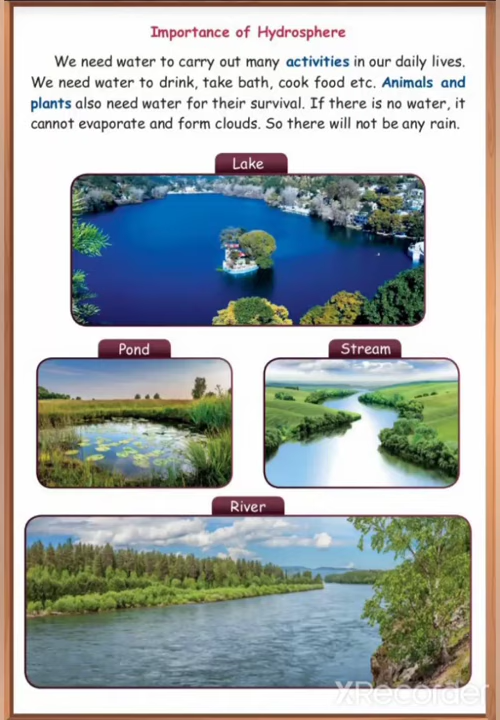 Importance of Hydrosphere
We need water to carry out many activities in our daily lives.
We need water to drink, take bath, cook food etc. Animals and
plants also need water for their survival. If there is no water, it
cannot evaporate and form clouds. So there will not be any rain.
Lake
Pond
Stream
River
XRecorder